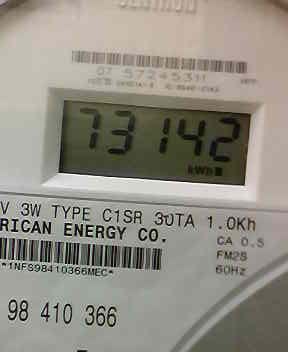 CENTRON
07 57245311
73142
kWh
V 3W TYPE C1SR 30TA 1.0Kh
RICAN ENERGY CO.
CA 0.5
FM2S
60Hz
*1NFS98410366MEC*
98 410 366